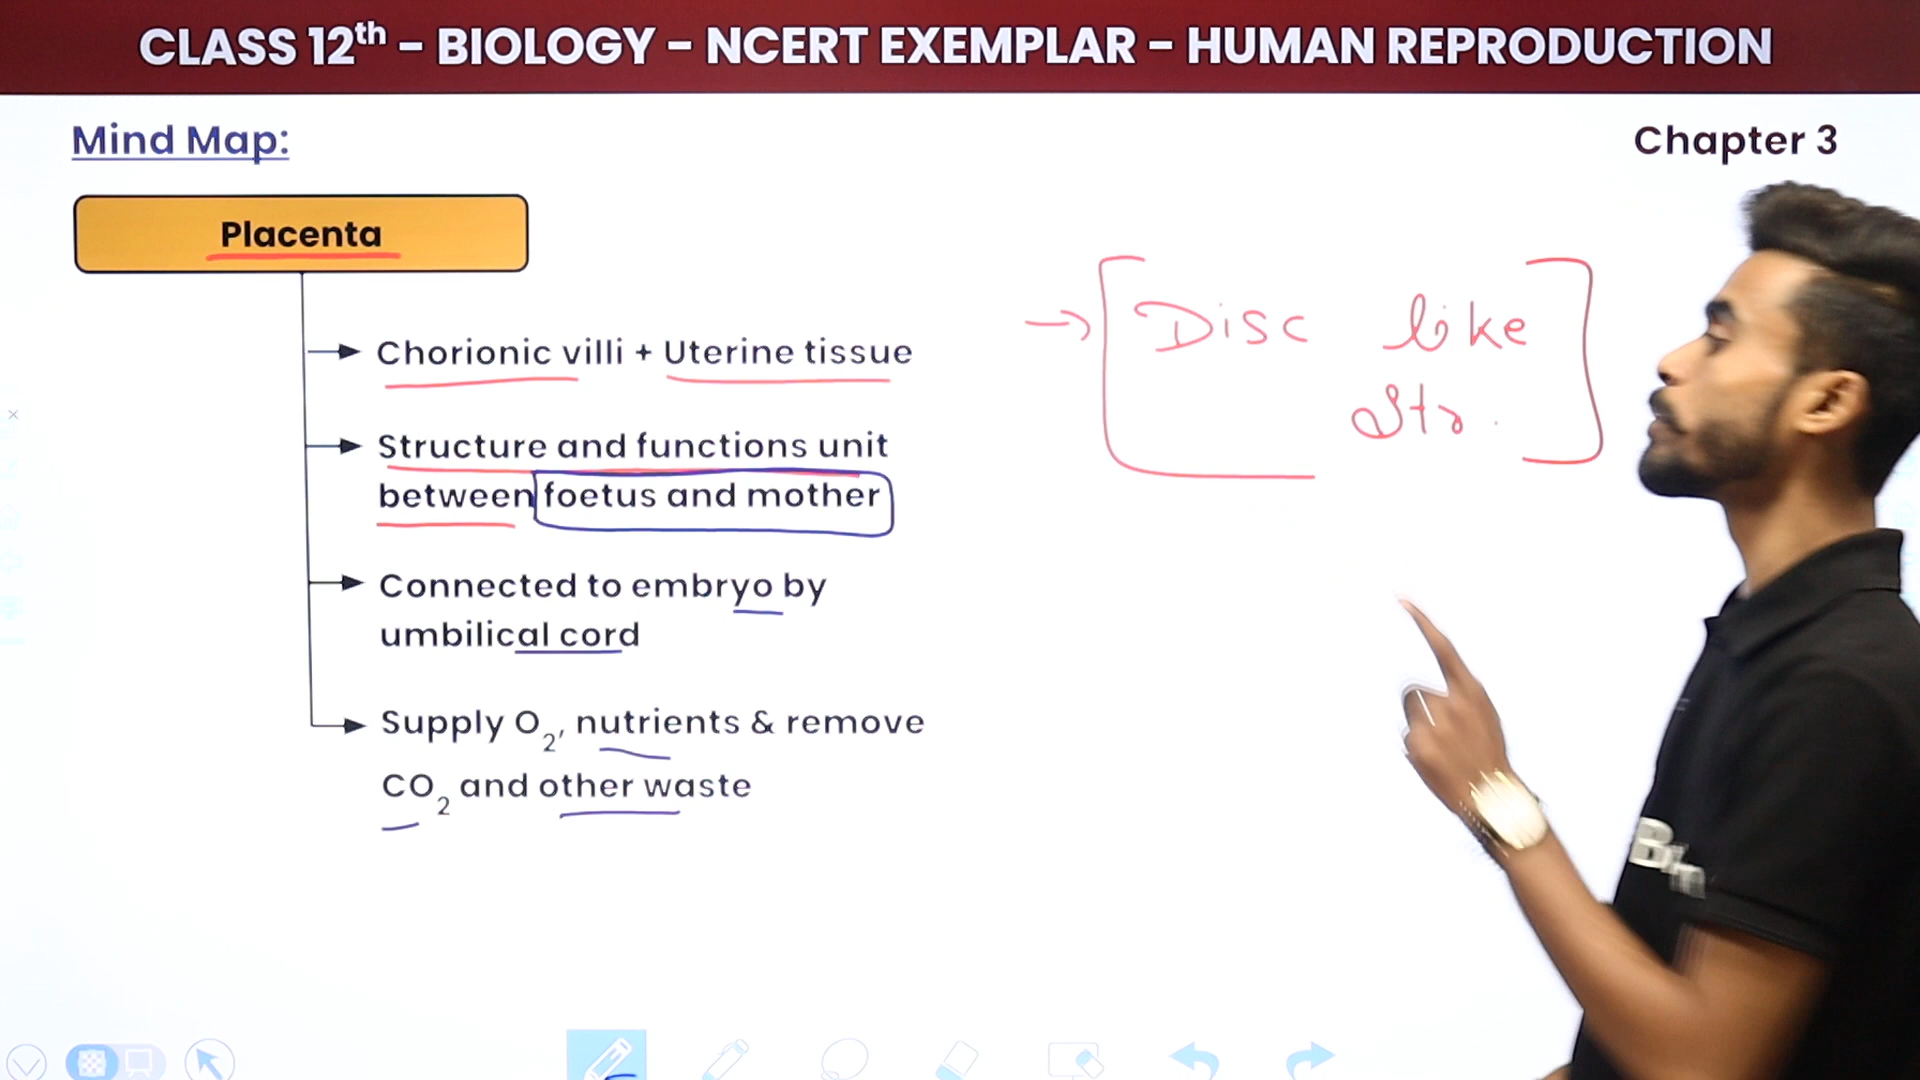 CLASS 12th – BIOLOGY – NCERT EXEMPLAR – HUMAN REPRODUCTION
Mind Map:
Chapter 3
Placenta
Chorionic villi + Uterine tissue
Structure and functions unit
between foetus and mother
Connected to embryo by
umbilical cord
Supply O2, nutrients & remove
CO2 and other waste
→ Disc like
Str.